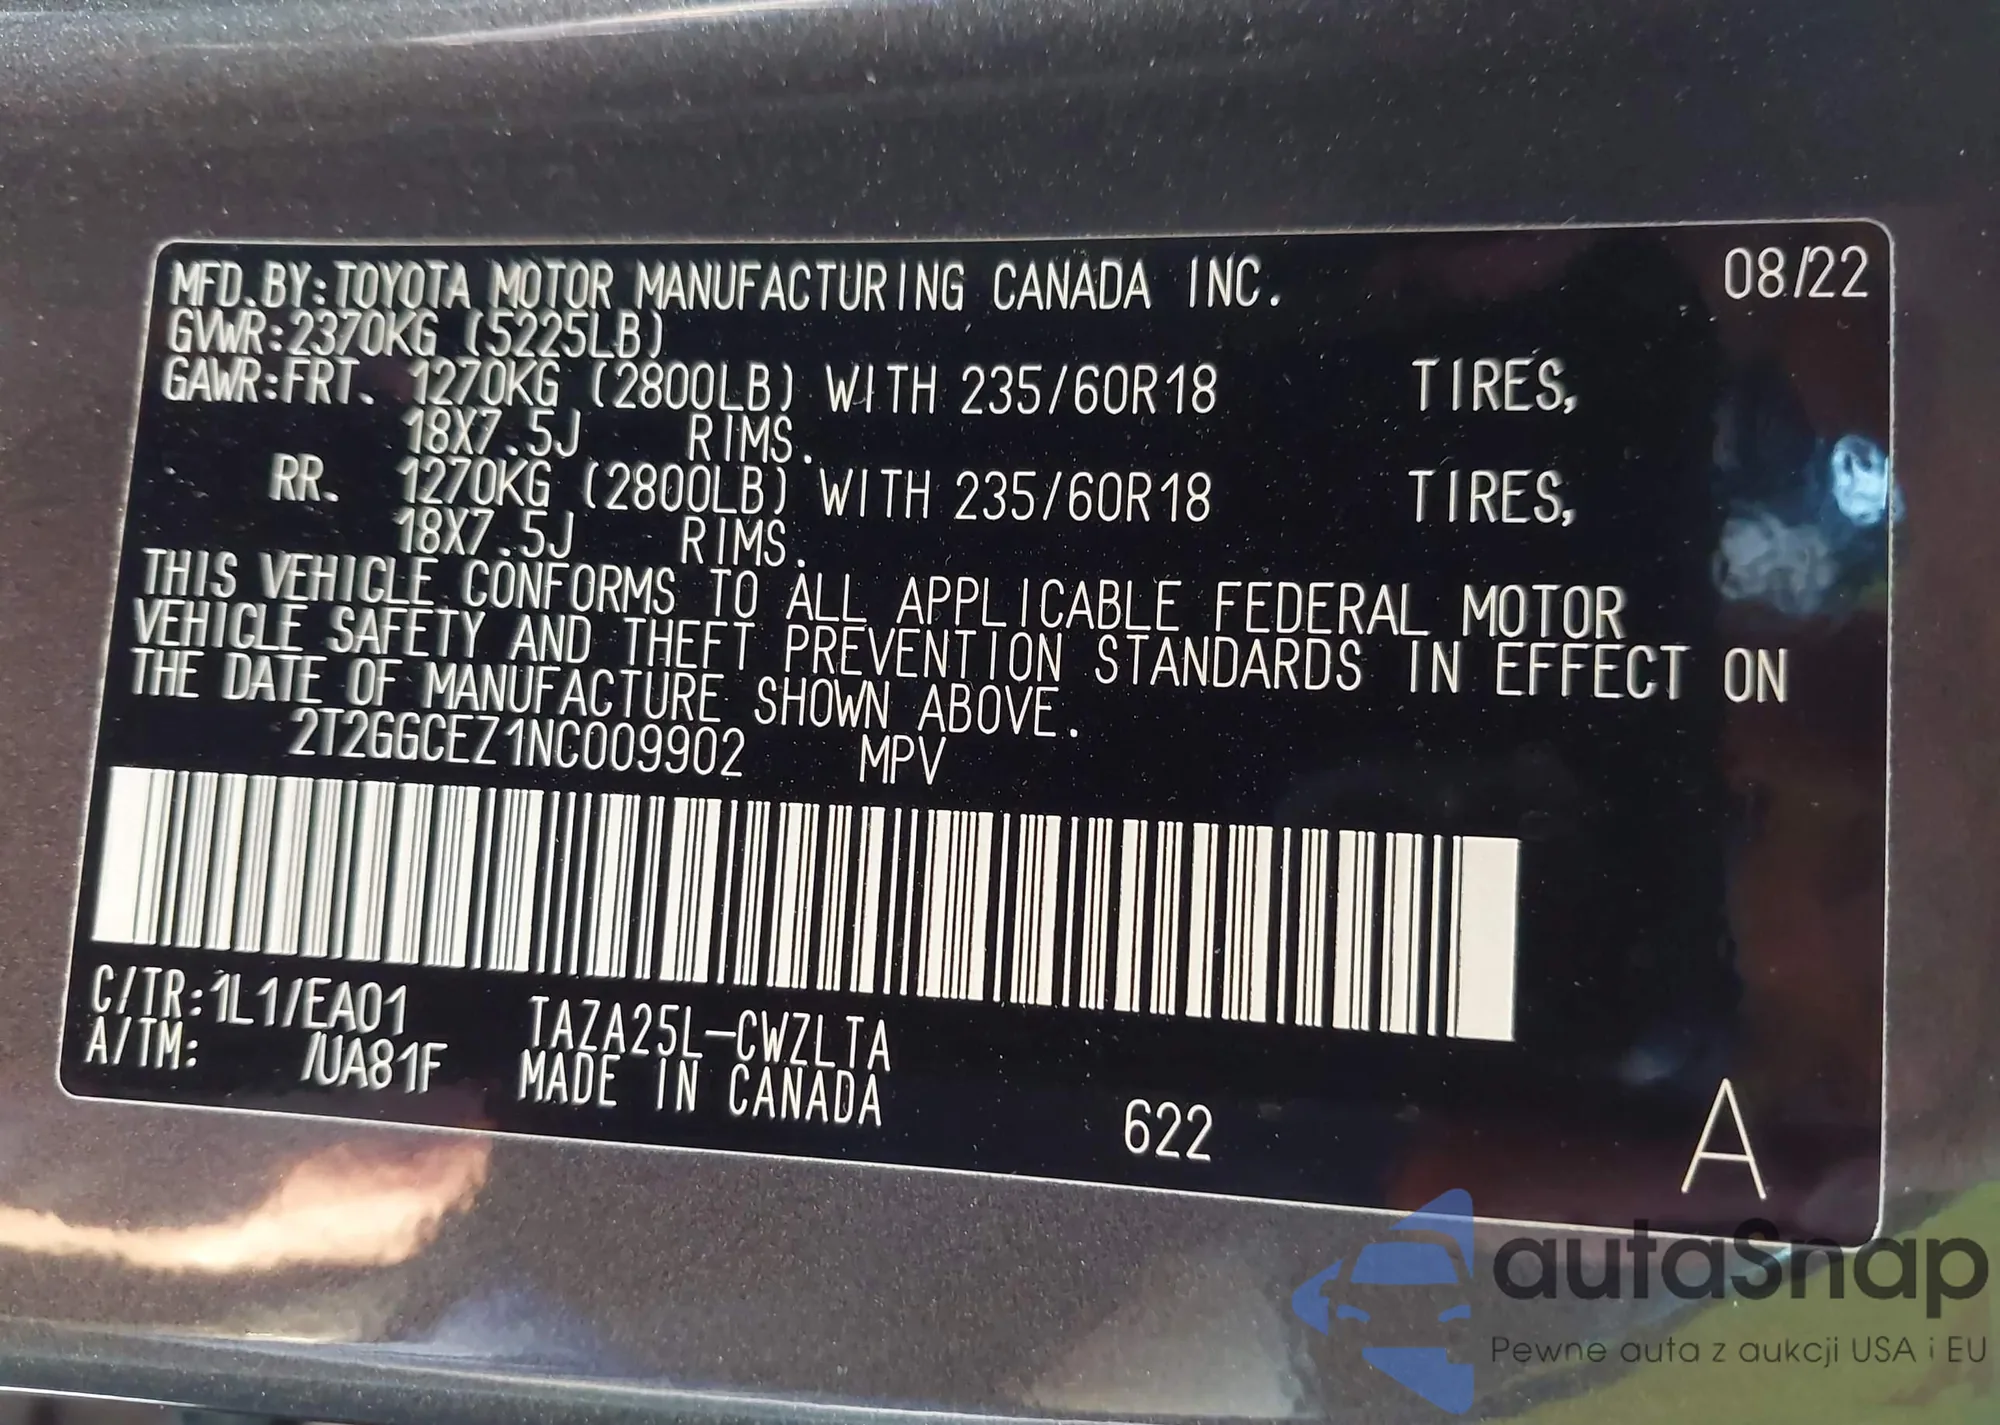 MFD.BY:TOYOTA MOTOR MANUFACTURING CANADA INC. 08/22
GVWR:2370KG (5225LB)
GAWR:FRT. 1270KG (2800LB) WITH 235/60R18 TIRES,
18X7.5J RIMS.
RR. 1270KG (2800LB) WITH 235/60R18 TIRES,
18X7.5J RIMS.
THIS VEHICLE CONFORMS TO ALL APPLICABLE FEDERAL MOTOR
VEHICLE SAFETY AND THEFT PREVENTION STANDARDS IN EFFECT ON
THE DATE OF MANUFACTURE SHOWN ABOVE.
2T2GGCEZ1NC009902 MPV
C/TR:1L1/EA01 TAZA25L-CWZLTA
A/TM: /UA81F MADE IN CANADA
622
A
autaSnap
Pewne auta z aukcji USA i EU